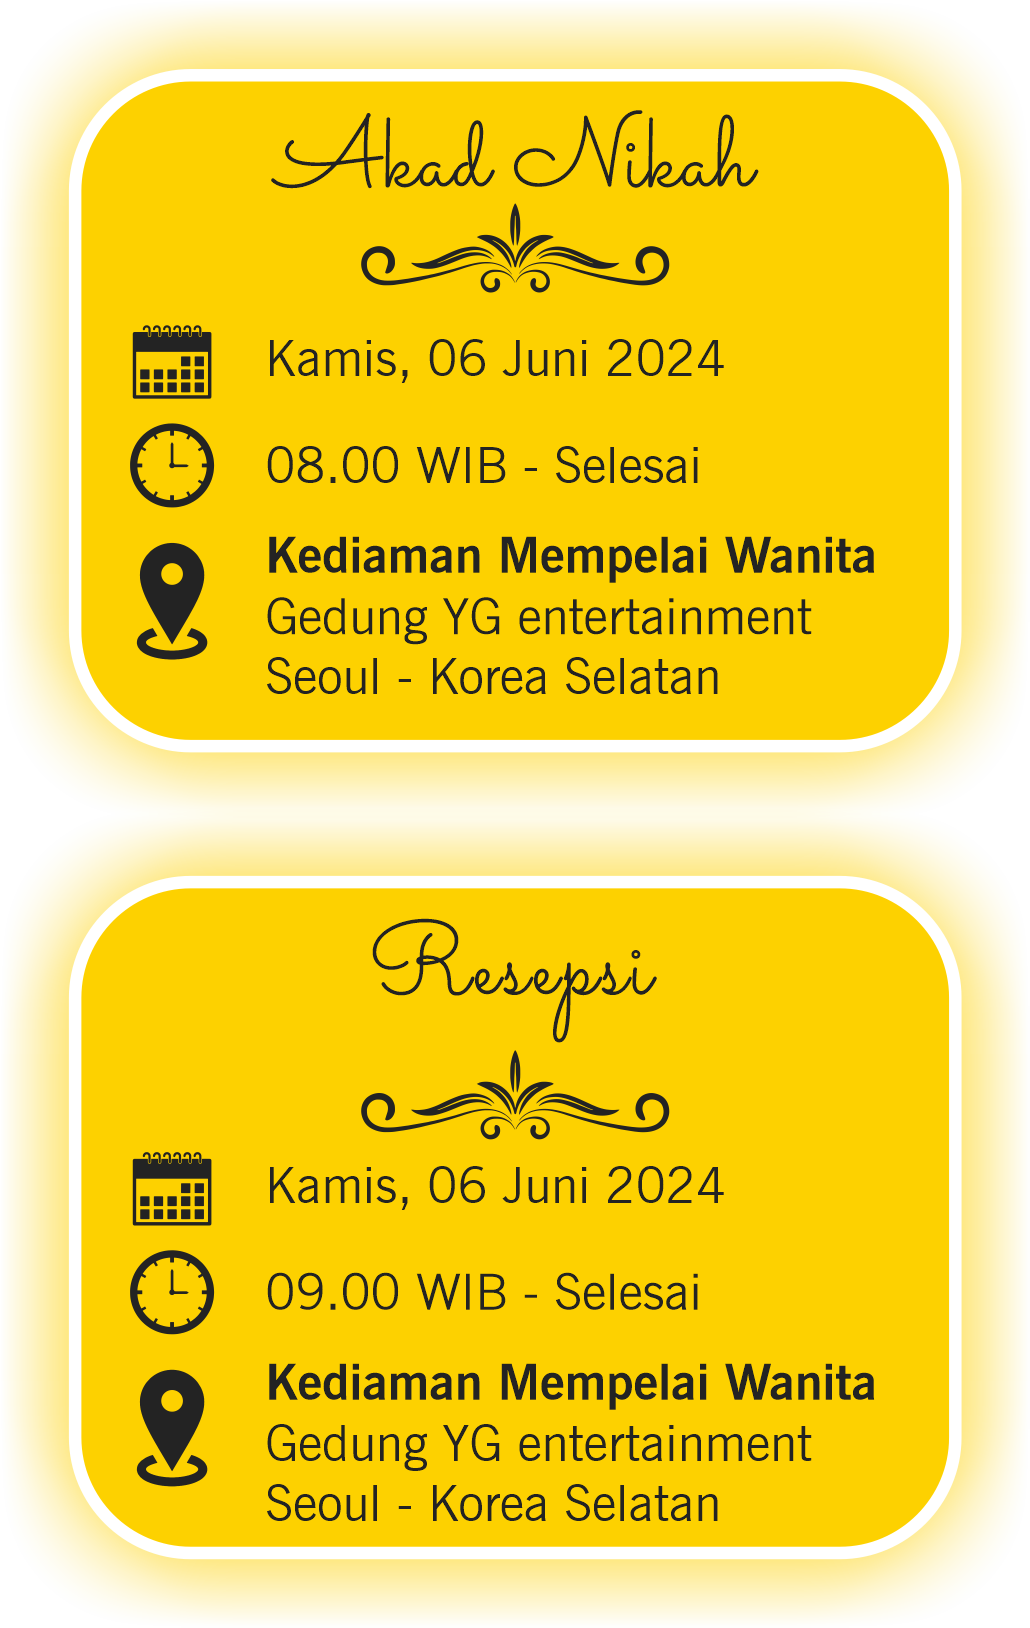 Akad Nikah
Kamis, 06 Juni 2024
08.00 WIB - Selesai
Kediaman Mempelai Wanita
Gedung YG entertainment
Seoul - Korea Selatan
Resepsi
Kamis, 06 Juni 2024
09.00 WIB - Selesai
Kediaman Mempelai Wanita
Gedung YG entertainment
Seoul - Korea Selatan